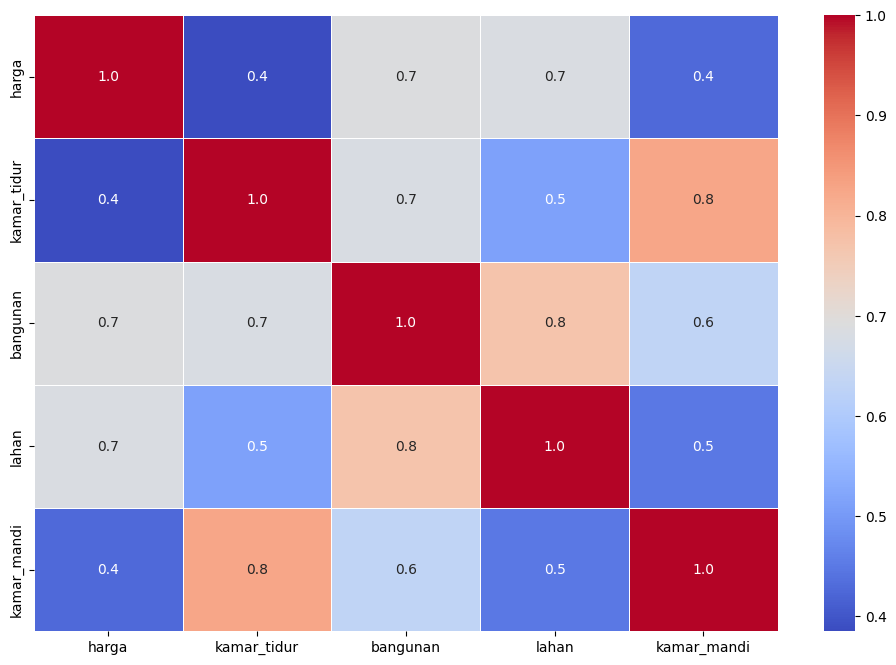 harga 1.0 0.4 0.7 0.7 0.4
kamar_tidur 0.4 1.0 0.7 0.5 0.8
bangunan 0.7 0.7 1.0 0.8 0.6
lahan 0.7 0.5 0.8 1.0 0.5
kamar_mandi 0.4 0.8 0.6 0.5 1.0
harga kamar_tidur bangunan lahan kamar_mandi
1.0
0.9
0.8
0.7
0.6
0.5
0.4